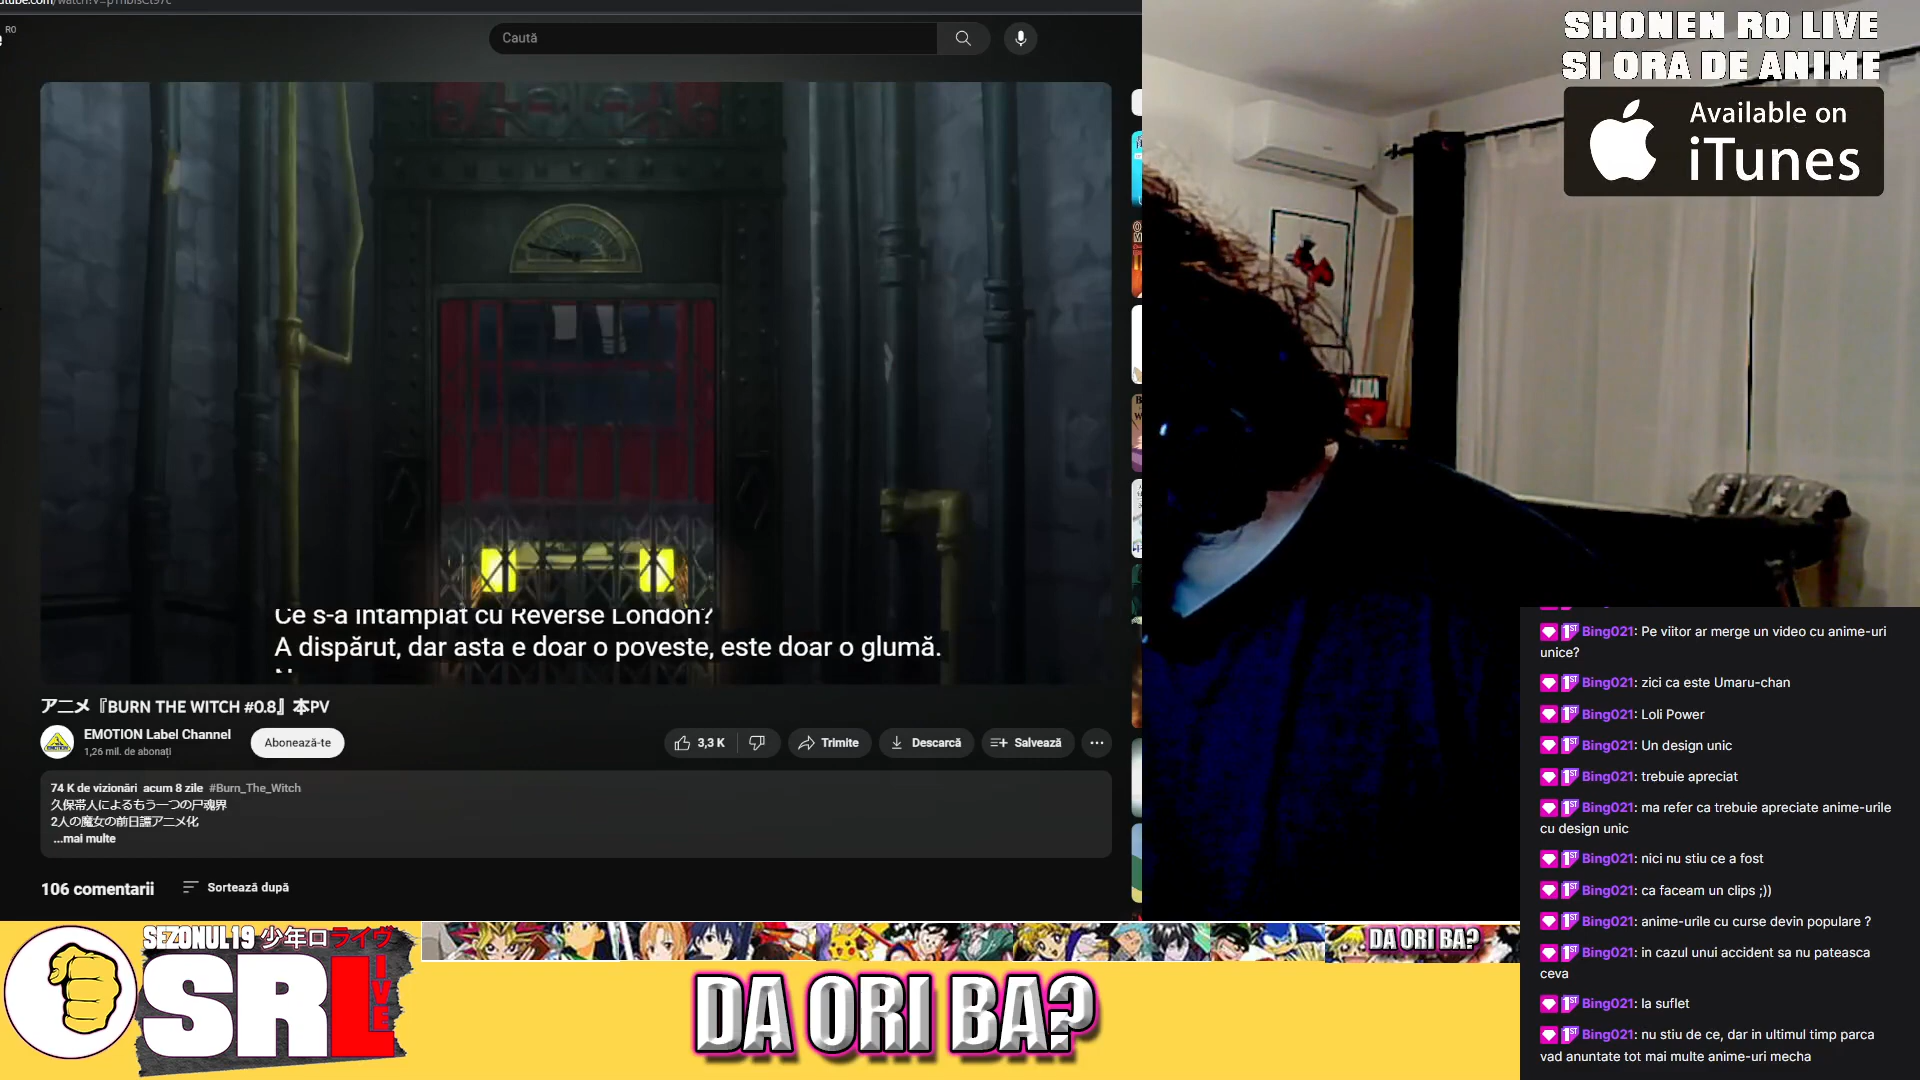 RO
Caută
Ce s-a întâmplat cu Reverse London?
A dispărut, dar asta e doar o poveste, este doar o glumă.
アニメ『BURN THE WITCH #0.8』本PV
EMOTION Label Channel
1,26 mil. de abonați
Abonează-te
3,3 K
Trimite
Descarcă
Salvează
74 K de vizionări acum 8 zile #Burn_The_Witch
久保帯人によるもう一つの尸魂界
2人の魔女の前日譚アニメ化
...mai multe
106 comentarii
Sortează după
SHONEN RO LIVE
SI ORA DE ANIME
Available on
iTunes
Bing021: Pe viitor ar merge un video cu anime-uri
unice?
Bing021: zici ca este Umaru-chan
Bing021: Loli Power
Bing021: Un design unic
Bing021: trebuie apreciat
Bing021: ma refer ca trebuie apreciate anime-urile
cu design unic
Bing021: nici nu stiu ce a fost
Bing021: ca faceam un clips ;))
Bing021: anime-urile cu curse devin populare ?
Bing021: in cazul unui accident sa nu pateasca
ceva
Bing021: la suflet
Bing021: nu stiu de ce, dar in ultimul timp parca
vad anuntate tot mai multe anime-uri mecha
SEZONUL19 少年ロライヴ
SRL
LIVE
DA ORI BA?
DA ORI BA?